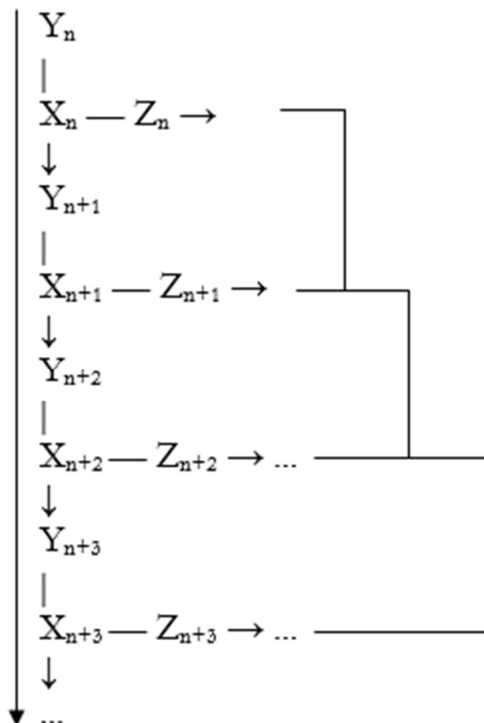 Yn
|
Xn — Zn →
↓
Yn+1
|
Xn+1 — Zn+1 →
↓
Yn+2
|
Xn+2 — Zn+2 → ...
↓
Yn+3
|
Xn+3 — Zn+3 → ...
↓
...